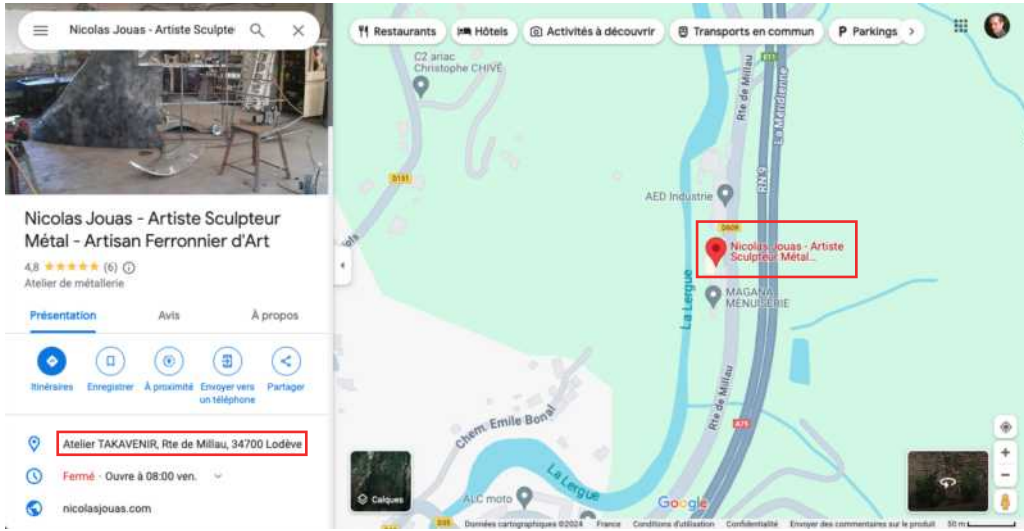 Nicolas Jouas - Artiste Sculpte
Nicolas Jouas - Artiste Sculpteur
Métal - Artisan Ferronnier d'Art
4,8 ★★★★★ (6)
Atelier de métallerie
Présentation
Avis
À propos
Itinéraires
Enregistrer
À proximité
Envoyer vers
un téléphone
Partager
Atelier TAKAVENIR, Rte de Millau, 34700 Lodève
Fermé · Ouvre à 08:00 ven.
nicolasjouas.com
Restaurants
Hôtels
Activités à découvrir
Transports en commun
P Parkings
C2 ariac
Christophe CHIVÉ
Rte de Millau
E11
La Méridienne
D151
AED Industrie
RN 9
D609
Nicolas Jouas - Artiste
Sculpteur Métal...
MAGANA
MENUISERIE
La Lergue
Rte de Millau
A75
Chem. Emile Bonal
La Lergue
ALC moto
Calques
Google
Données cartographiques ©2024 France Conditions d'utilisation Confidentialité Envoyer des commentaires sur le produit 50 m